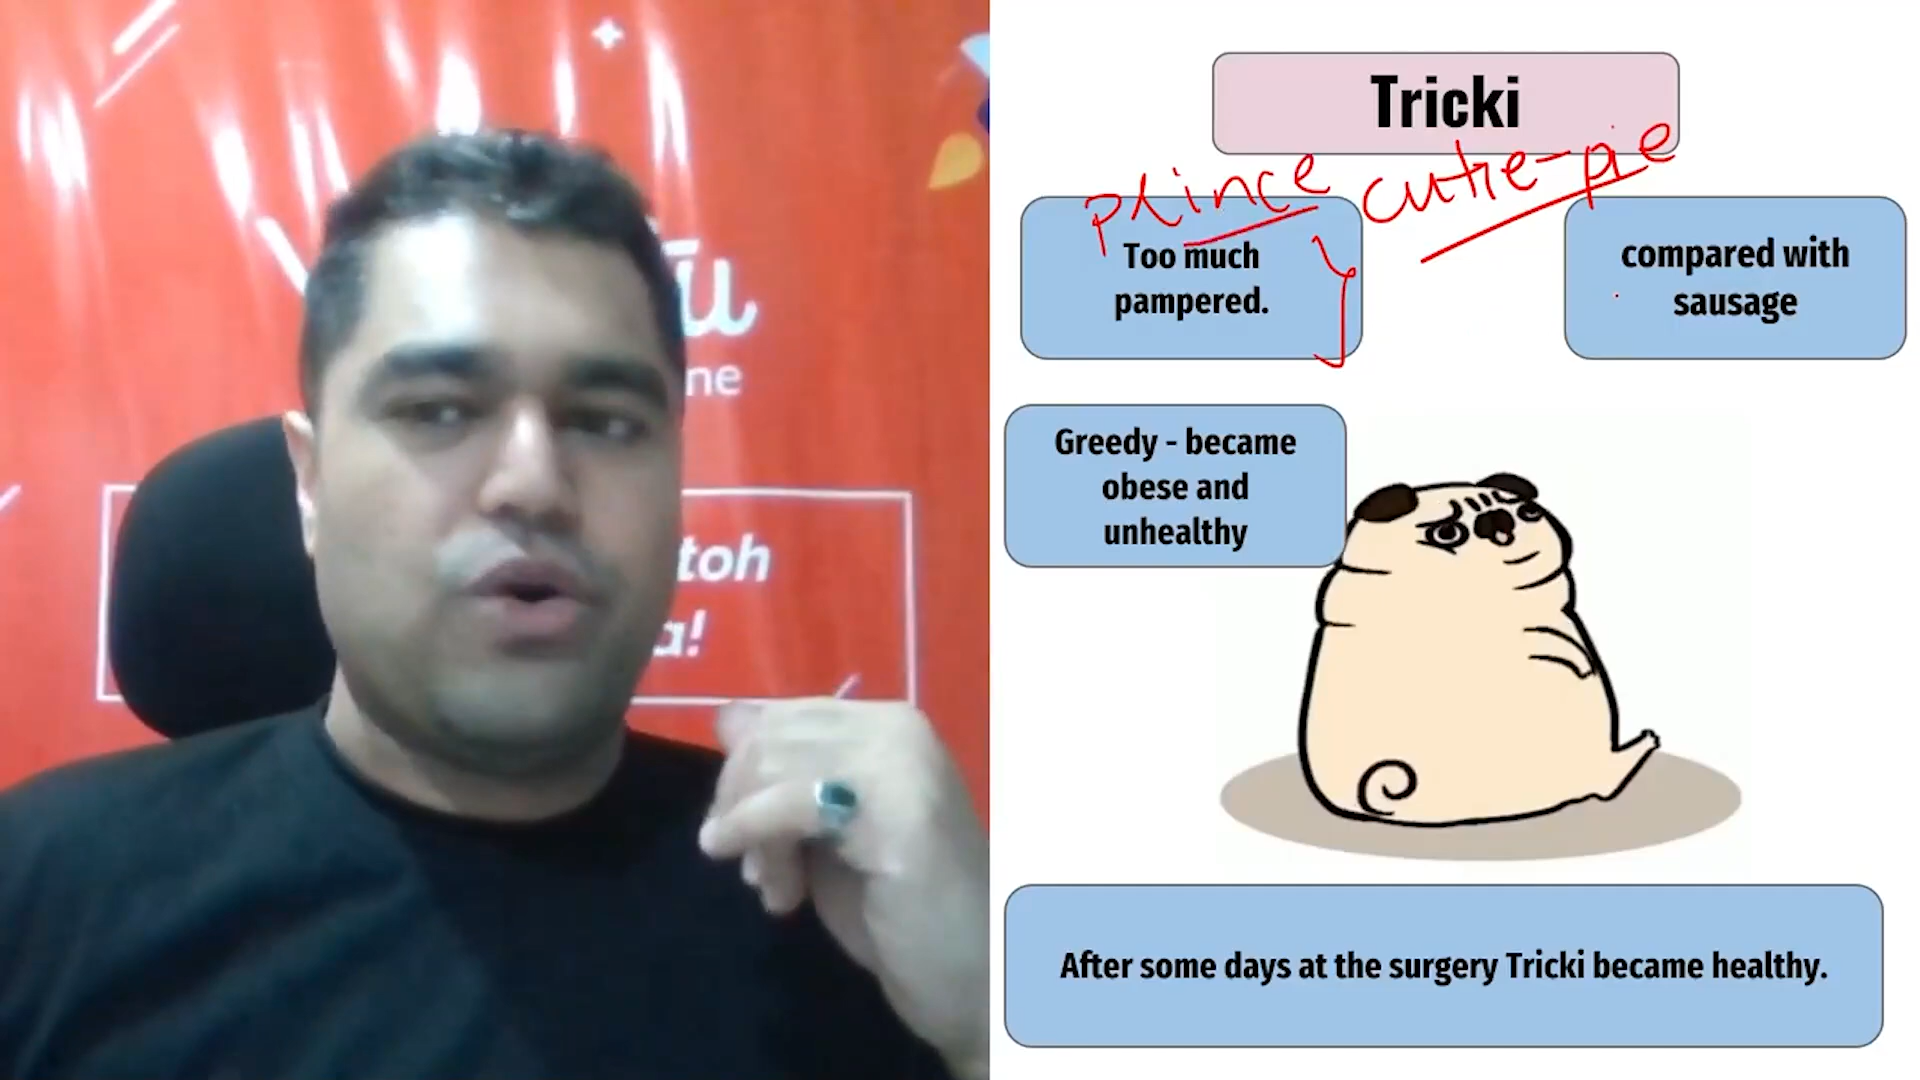 ū
ne
toh
a!
Tricki
prince
cutie-pie
Too much
pampered.
compared with
sausage
Greedy - became
obese and
unhealthy
After some days at the surgery Tricki became healthy.